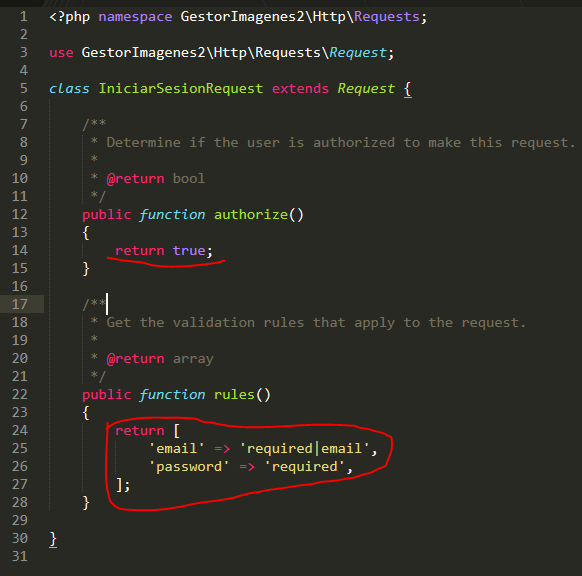 1 <?php namespace GestorImagenes2\Http\Requests;
2
3 use GestorImagenes2\Http\Requests\Request;
4
5 class IniciarSesionRequest extends Request {
6
7 /**
8 * Determine if the user is authorized to make this request.
9 *
10 * @return bool
11 */
12 public function authorize()
13 {
14 return true;
15 }
16
17 /**
18 * Get the validation rules that apply to the request.
19 *
20 * @return array
21 */
22 public function rules()
23 {
24 return [
25 'email' => 'required|email',
26 'password' => 'required',
27 ];
28 }
29
30 }
31